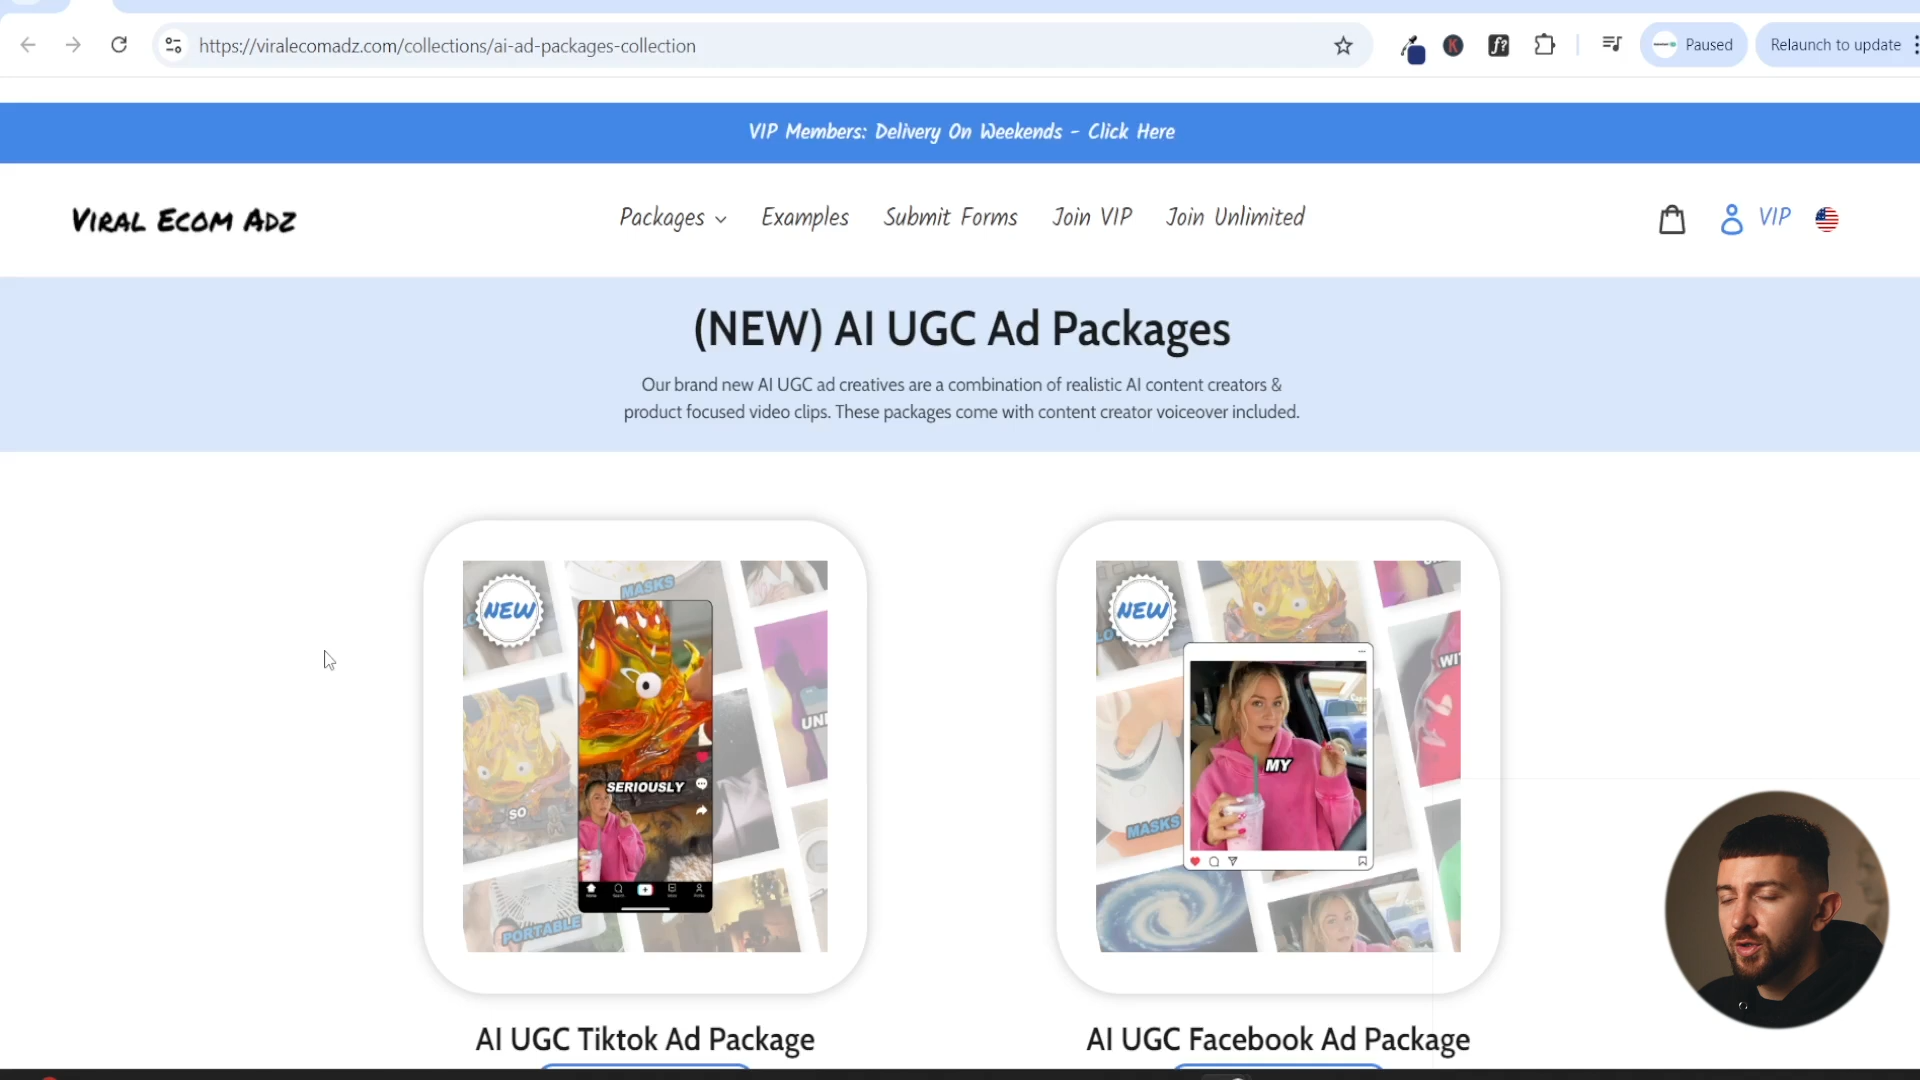 https://viralecomadz.com/collections/ai-ad-packages-collection
Paused
Relaunch to update
VIP Members: Delivery On Weekends - Click Here
VIRAL ECOM ADZ
Packages
Examples
Submit Forms
Join VIP
Join Unlimited
VIP
(NEW) AI UGC Ad Packages
Our brand new AI UGC ad creatives are a combination of realistic AI content creators &
product focused video clips. These packages come with content creator voiceover included.
NEW
MASKS
SERIOUSLY
SO
PORTABLE
NEW
MY
MASKS
AI UGC Tiktok Ad Package
AI UGC Facebook Ad Package